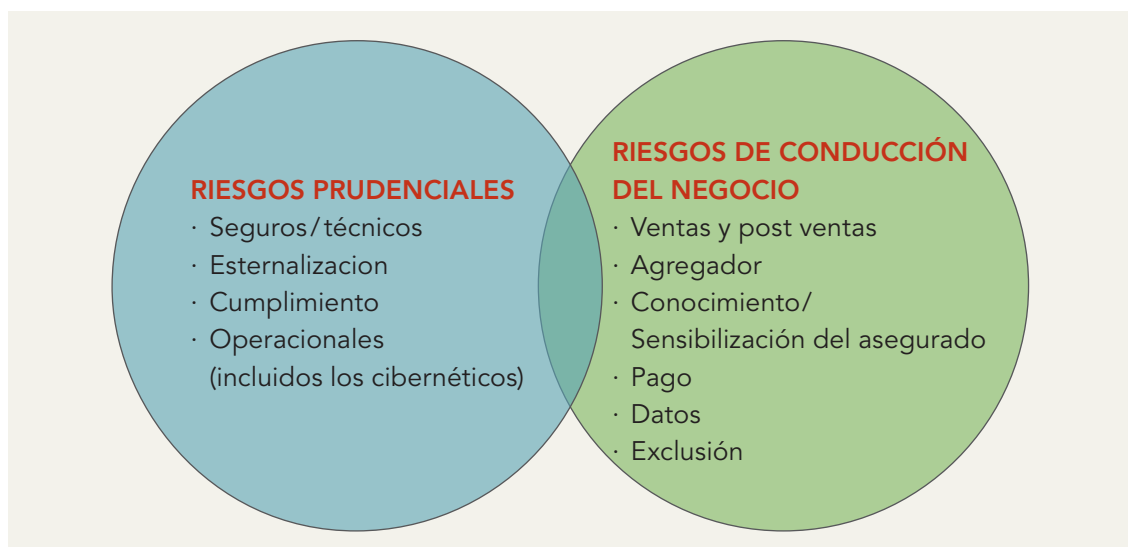 RIESGOS PRUDENCIALES
· Seguros/técnicos
· Esternalizacion
· Cumplimiento
· Operacionales
(incluidos los cibernéticos)
RIESGOS DE CONDUCCIÓN
DEL NEGOCIO
· Ventas y post ventas
· Agregador
· Conocimiento/
Sensibilización del asegurado
· Pago
· Datos
· Exclusión